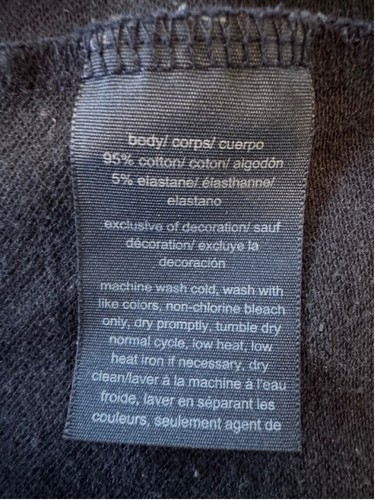 body/ corps/ cuerpo
95% cotton/ coton/ algodón
5% elastane/ élasthanne/
elastano
exclusive of decoration/ sauf
décoration/ excluye la
decoración
machine wash cold, wash with
like colors, non-chlorine bleach
only, dry promptly, tumble dry
normal cycle, low heat, low
heat iron if necessary, dry
clean/laver à la machine à l'eau
froide, laver en séparant les
couleurs, seulement agent de